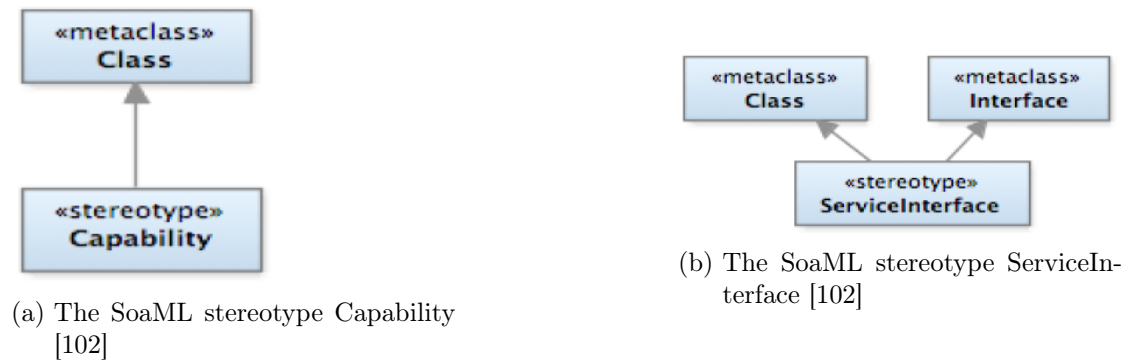 «metaclass»
Class
«stereotype»
Capability
(a) The SoaML stereotype Capability
[102]
«metaclass»
Class
«metaclass»
Interface
«stereotype»
ServiceInterface
(b) The SoaML stereotype ServiceIn-
terface [102]